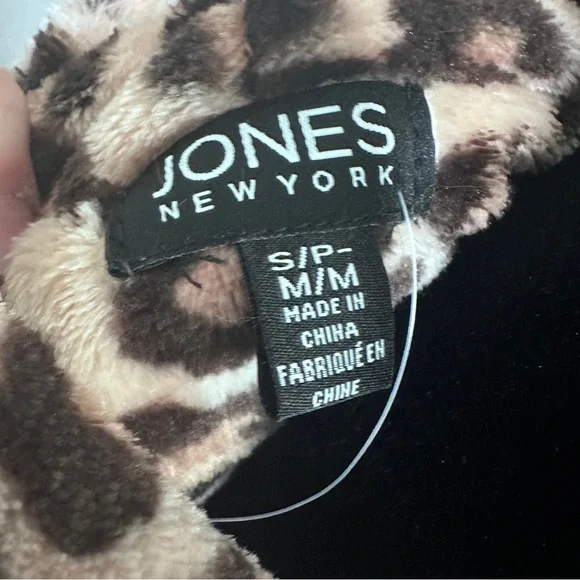 JONES
NEW YORK
S/P-
M/M
MADE IN
CHINA
FABRIQUÉ EN
CHINE